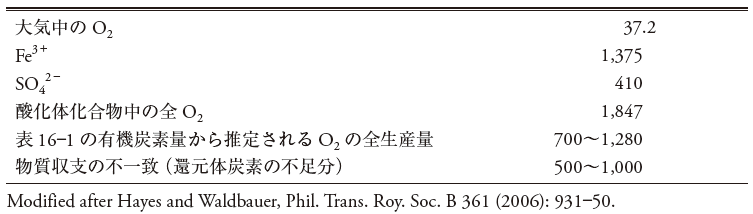 大気中の O₂ 37.2
Fe³⁺ 1,375
SO₄²⁻ 410
酸化体化合物中の全 O₂ 1,847
表 16–1 の有機炭素量から推定される O₂ の全生産量 700〜1,280
物質収支の不一致（還元体炭素の不足分） 500〜1,000
Modified after Hayes and Waldbauer, Phil. Trans. Roy. Soc. B 361 (2006): 931–50.